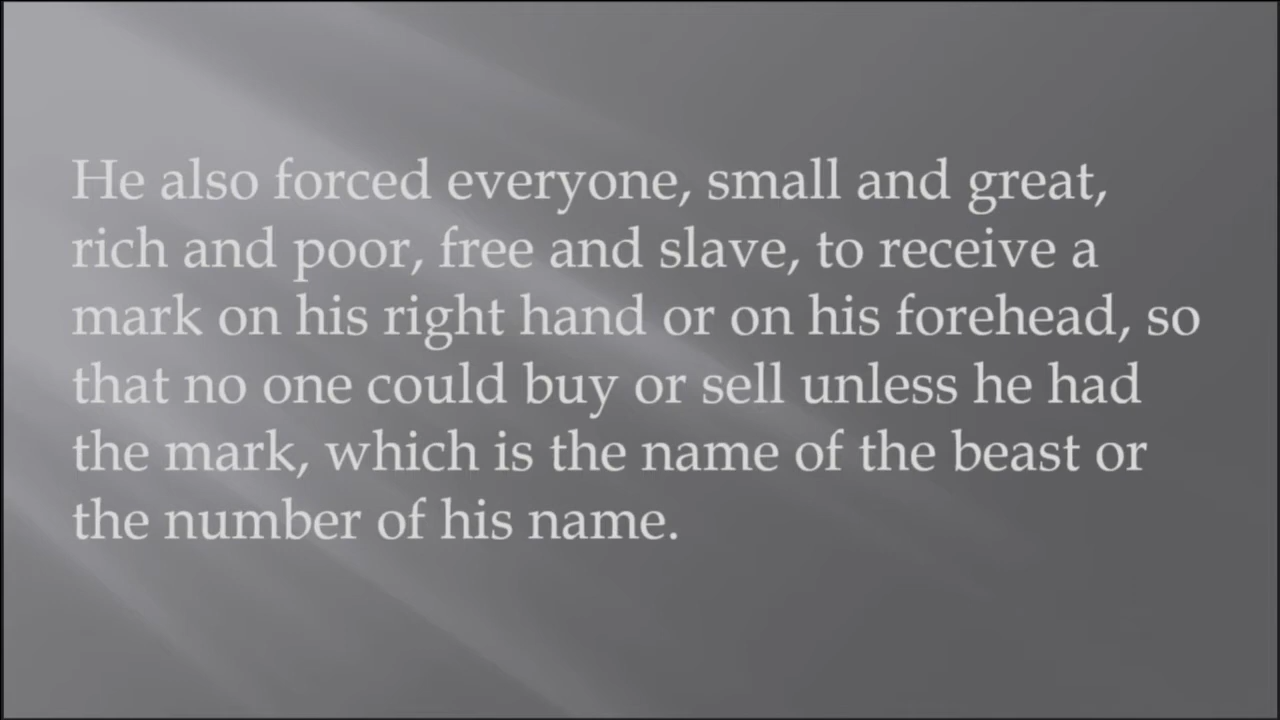 He also forced everyone, small and great,
rich and poor, free and slave, to receive a
mark on his right hand or on his forehead, so
that no one could buy or sell unless he had
the mark, which is the name of the beast or
the number of his name.